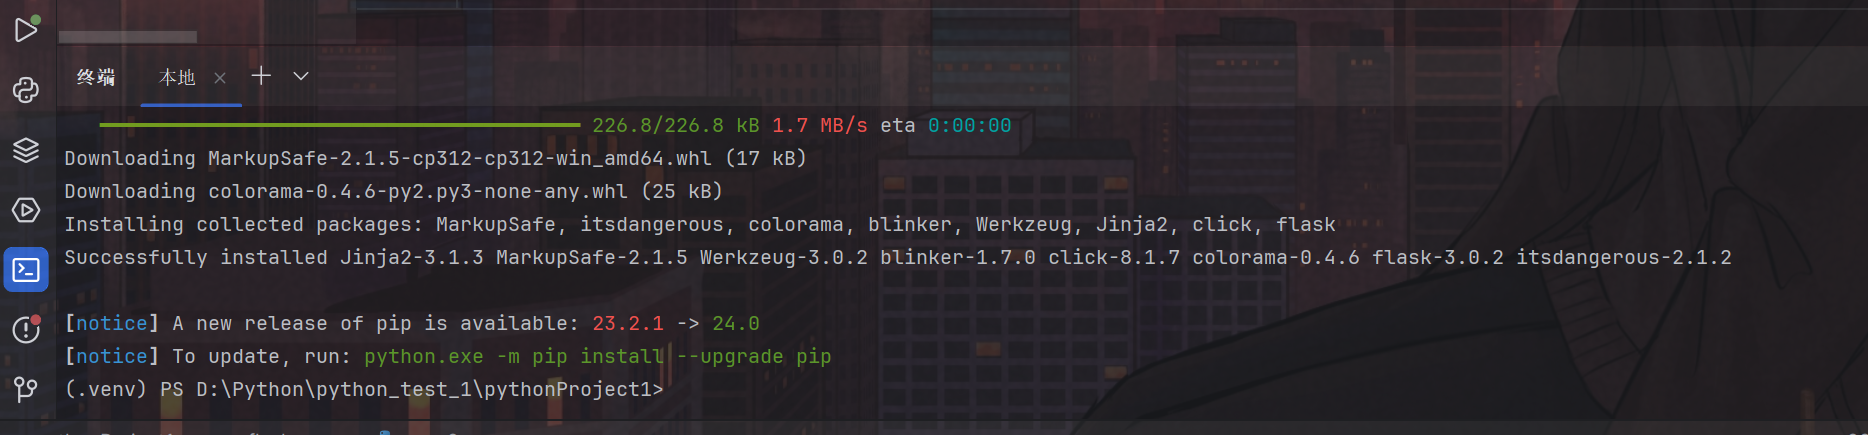 终端 本地
226.8/226.8 kB 1.7 MB/s eta 0:00:00
Downloading MarkupSafe-2.1.5-cp312-cp312-win_amd64.whl (17 kB)
Downloading colorama-0.4.6-py2.py3-none-any.whl (25 kB)
Installing collected packages: MarkupSafe, itsdangerous, colorama, blinker, Werkzeug, Jinja2, click, flask
Successfully installed Jinja2-3.1.3 MarkupSafe-2.1.5 Werkzeug-3.0.2 blinker-1.7.0 click-8.1.7 colorama-0.4.6 flask-3.0.2 itsdangerous-2.1.2
[notice] A new release of pip is available: 23.2.1 -> 24.0
[notice] To update, run: python.exe -m pip install --upgrade pip
(.venv) PS D:\Python\python_test_1\pythonProject1>